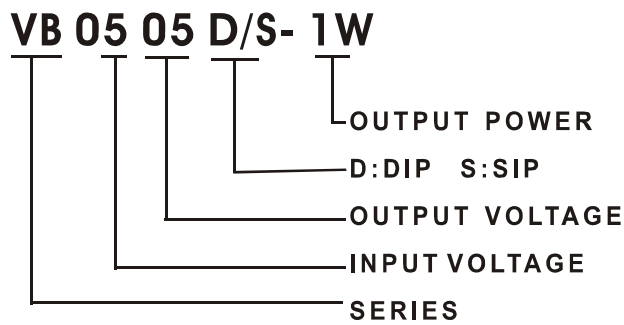 VB 05 05 D/S- 1W
OUTPUT POWER
D:DIP S:SIP
OUTPUT VOLTAGE
INPUT VOLTAGE
SERIES